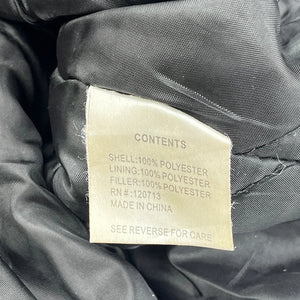 CONTENTS
SHELL:100% POLYESTER
LINING:100% POLYESTER
FILLER:100% POLYESTER
RN#:120713
MADE IN CHINA
SEE REVERSE FOR CARE